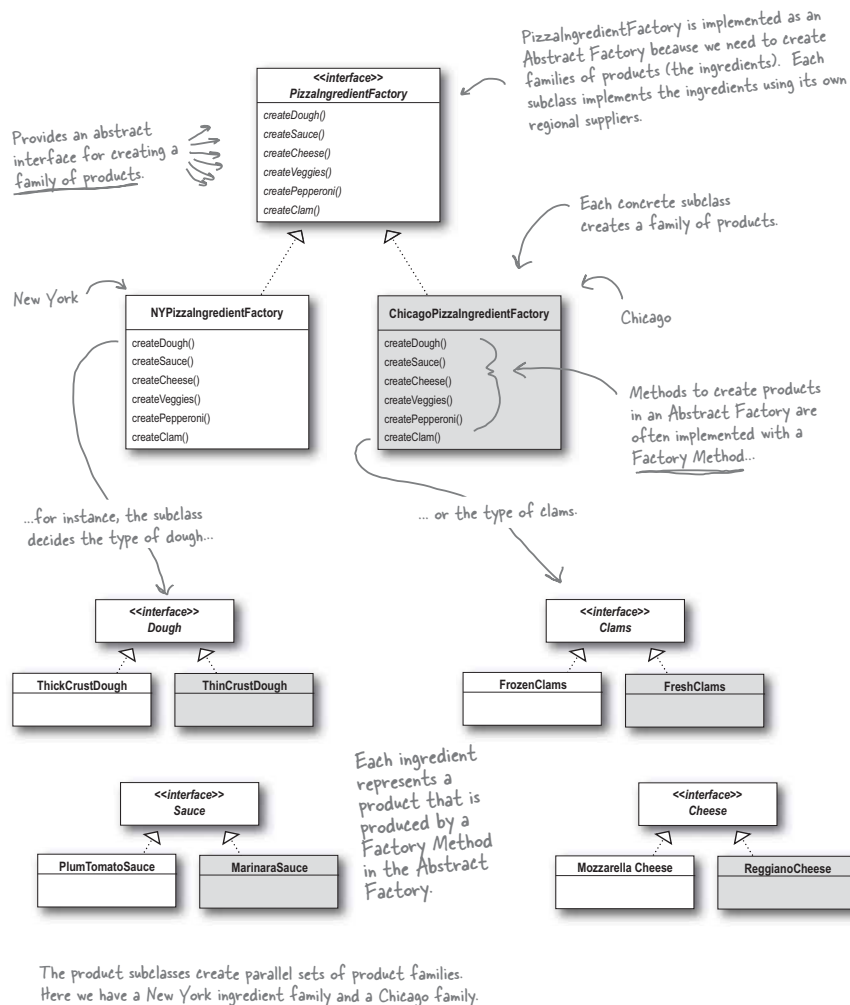 PizzaIngredientFactory is implemented as an
Abstract Factory because we need to create
families of products (the ingredients). Each
subclass implements the ingredients using its own
regional suppliers.
<<interface>>
PizzaIngredientFactory
createDough()
createSauce()
createCheese()
createVeggies()
createPepperoni()
createClam()
Provides an abstract
interface for creating a
family of products.
Each concrete subclass
creates a family of products.
New York
NYPizzaIngredientFactory
createDough()
createSauce()
createCheese()
createVeggies()
createPepperoni()
createClam()
ChicagoPizzaIngredientFactory
createDough()
createSauce()
createCheese()
createVeggies()
createPepperoni()
createClam()
Chicago
Methods to create products
in an Abstract Factory are
often implemented with a
Factory Method...
...for instance, the subclass
decides the type of dough...
... or the type of clams.
<<interface>>
Dough
ThickCrustDough
ThinCrustDough
<<interface>>
Clams
FrozenClams
FreshClams
Each ingredient
represents a
product that is
produced by a
Factory Method
in the Abstract
Factory.
<<interface>>
Sauce
PlumTomatoSauce
MarinaraSauce
<<interface>>
Cheese
Mozzarella Cheese
ReggianoCheese
The product subclasses create parallel sets of product families.
Here we have a New York ingredient family and a Chicago family.